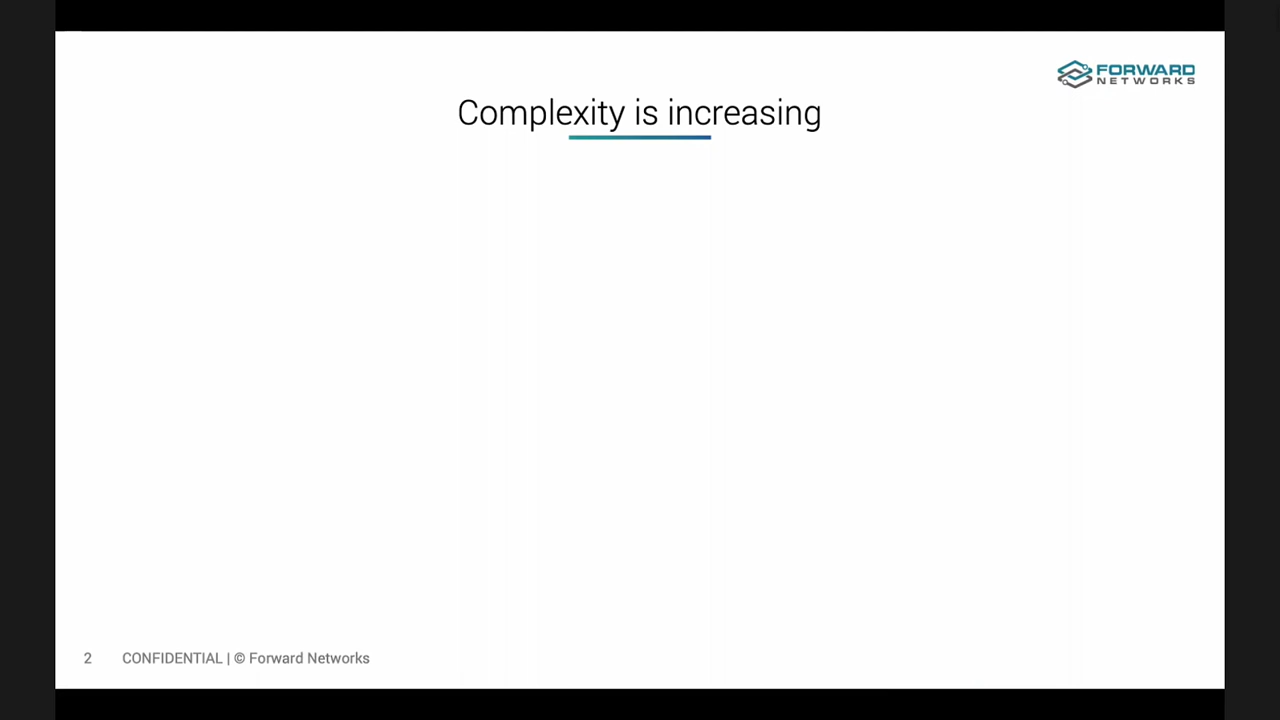 FORWARD
NETWORKS
Complexity is increasing
2 CONFIDENTIAL | © Forward Networks